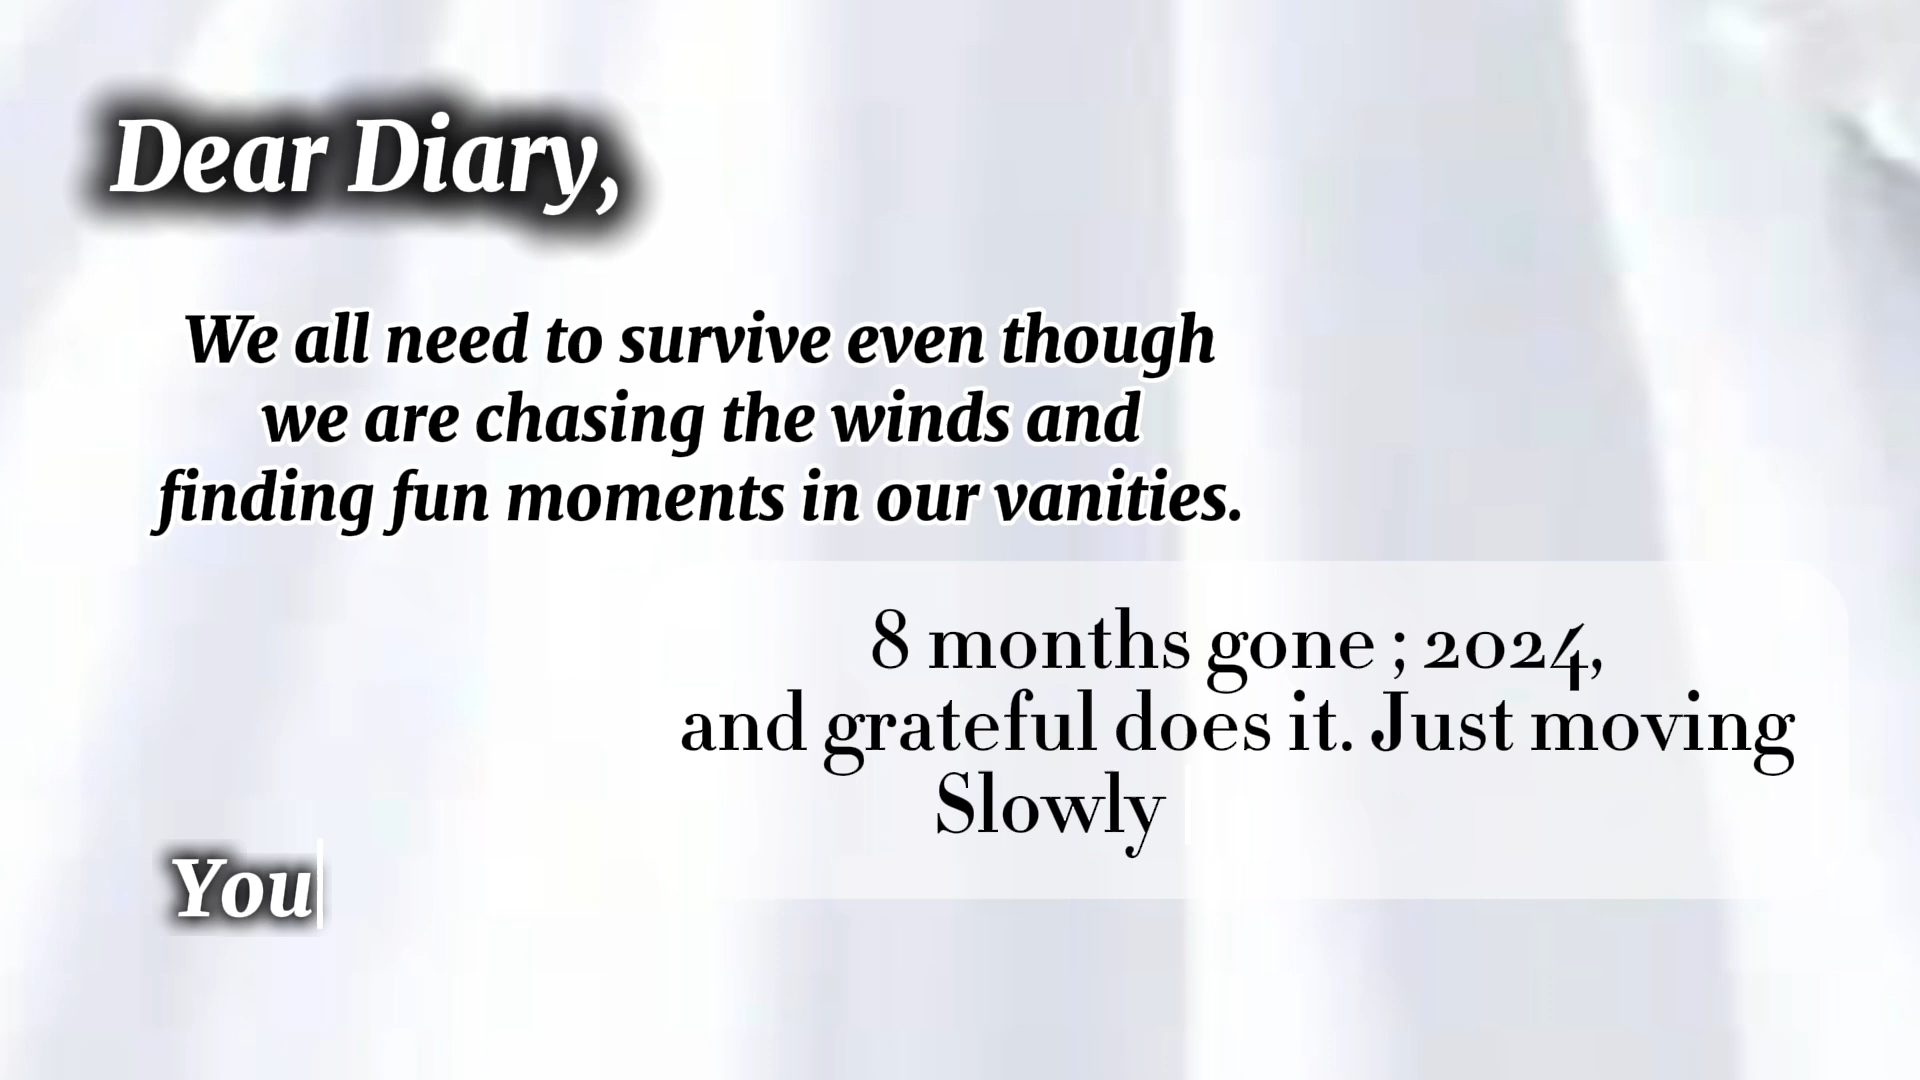 Dear Diary,
We all need to survive even though
we are chasing the winds and
finding fun moments in our vanities.
8 months gone ; 2024,
and grateful does it. Just moving
Slowly
You